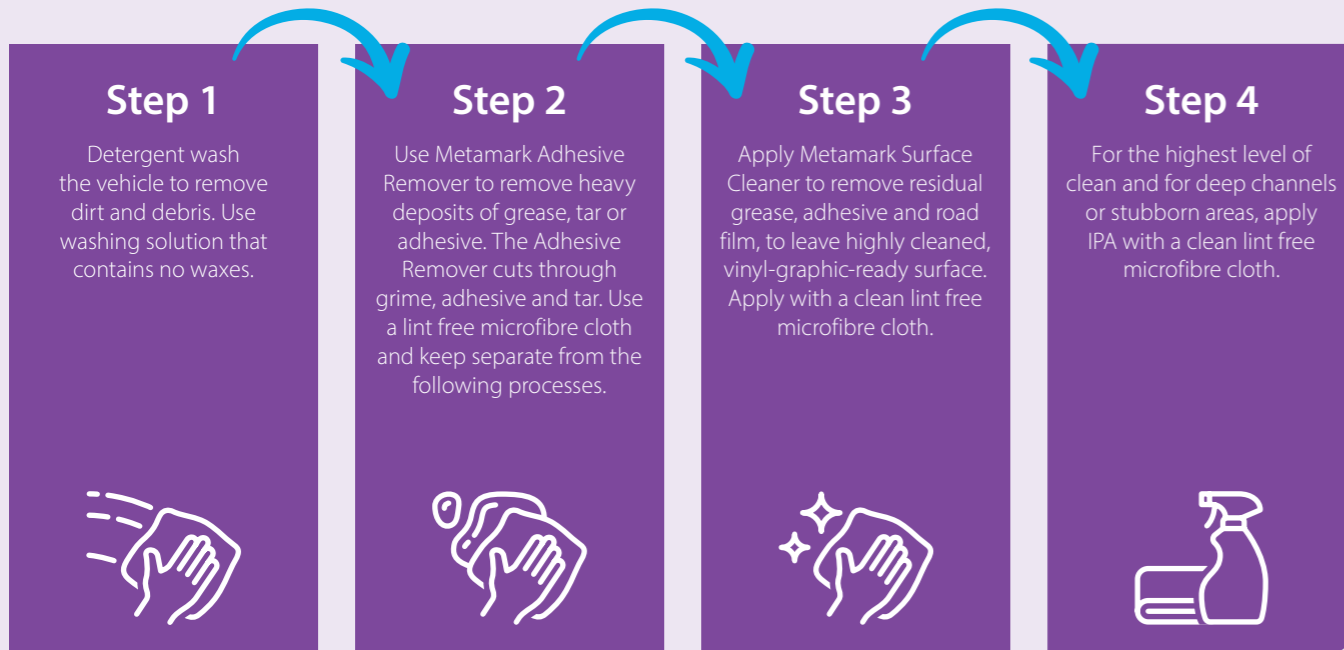 Step 1
Detergent wash
the vehicle to remove
dirt and debris. Use
washing solution that
contains no waxes.
Step 2
Use Metamark Adhesive
Remover to remove heavy
deposits of grease, tar or
adhesive. The Adhesive
Remover cuts through
grime, adhesive and tar. Use
a lint free microfibre cloth
and keep separate from the
following processes.
Step 3
Apply Metamark Surface
Cleaner to remove residual
grease, adhesive and road
film, to leave highly cleaned,
vinyl-graphic-ready surface.
Apply with a clean lint free
microfibre cloth.
Step 4
For the highest level of
clean and for deep channels
or stubborn areas, apply
IPA with a clean lint free
microfibre cloth.